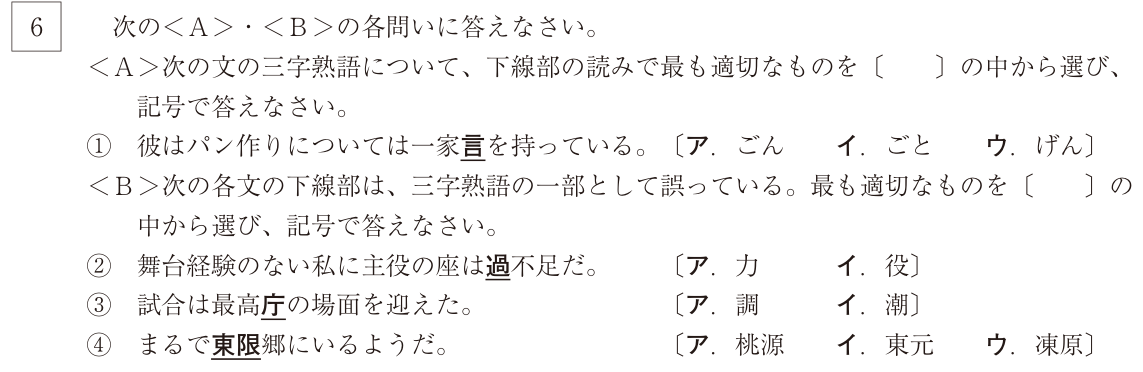 6 次の＜Ａ＞・＜Ｂ＞の各問いに答えなさい。
＜Ａ＞次の文の三字熟語について、下線部の読みで最も適切なものを〔　　〕の中から選び、
記号で答えなさい。
①　彼はパン作りについては一家言を持っている。〔ア．ごん　イ．ごと　ウ．げん〕
＜Ｂ＞次の各文の下線部は、三字熟語の一部として誤っている。最も適切なものを〔　　〕の
中から選び、記号で答えなさい。
②　舞台経験のない私に主役の座は過不足だ。　〔ア．力　イ．役〕
③　試合は最高庁の場面を迎えた。　〔ア．調　イ．潮〕
④　まるで東限郷にいるようだ。　〔ア．桃源　イ．東元　ウ．凍原〕